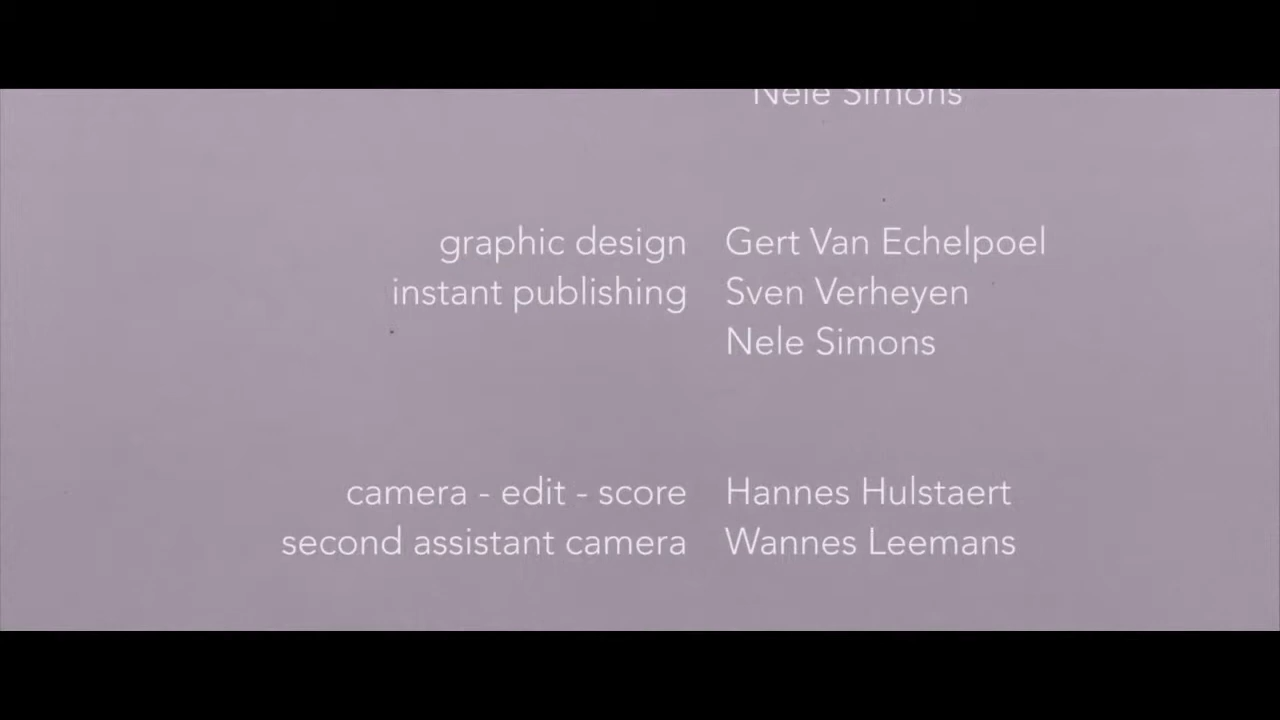 Nele Simons
graphic design Gert Van Echelpoel
instant publishing Sven Verheyen
Nele Simons
camera - edit - score Hannes Hulstaert
second assistant camera Wannes Leemans